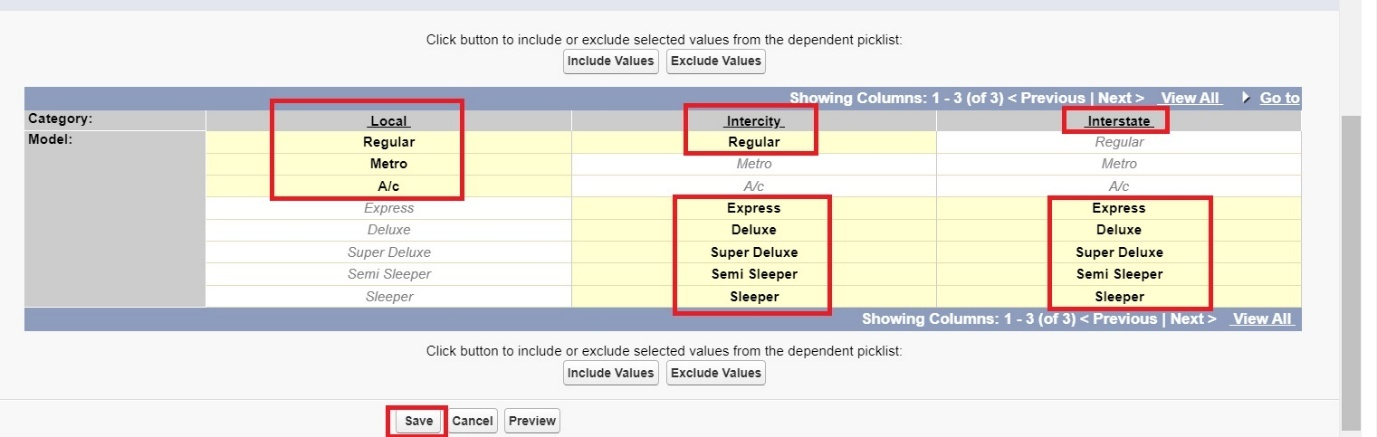 Click button to include or exclude selected values from the dependent picklist:
Include Values Exclude Values
Showing Columns: 1 - 3 (of 3) < Previous | Next > View All Go to
Category: Local Intercity Interstate
Model: Regular Regular Regular
Metro Metro Metro
A/c A/c A/c
Express Express Express
Deluxe Deluxe Deluxe
Super Deluxe Super Deluxe Super Deluxe
Semi Sleeper Semi Sleeper Semi Sleeper
Sleeper Sleeper Sleeper
Showing Columns: 1 - 3 (of 3) < Previous | Next > View All
Click button to include or exclude selected values from the dependent picklist:
Include Values Exclude Values
Save Cancel Preview